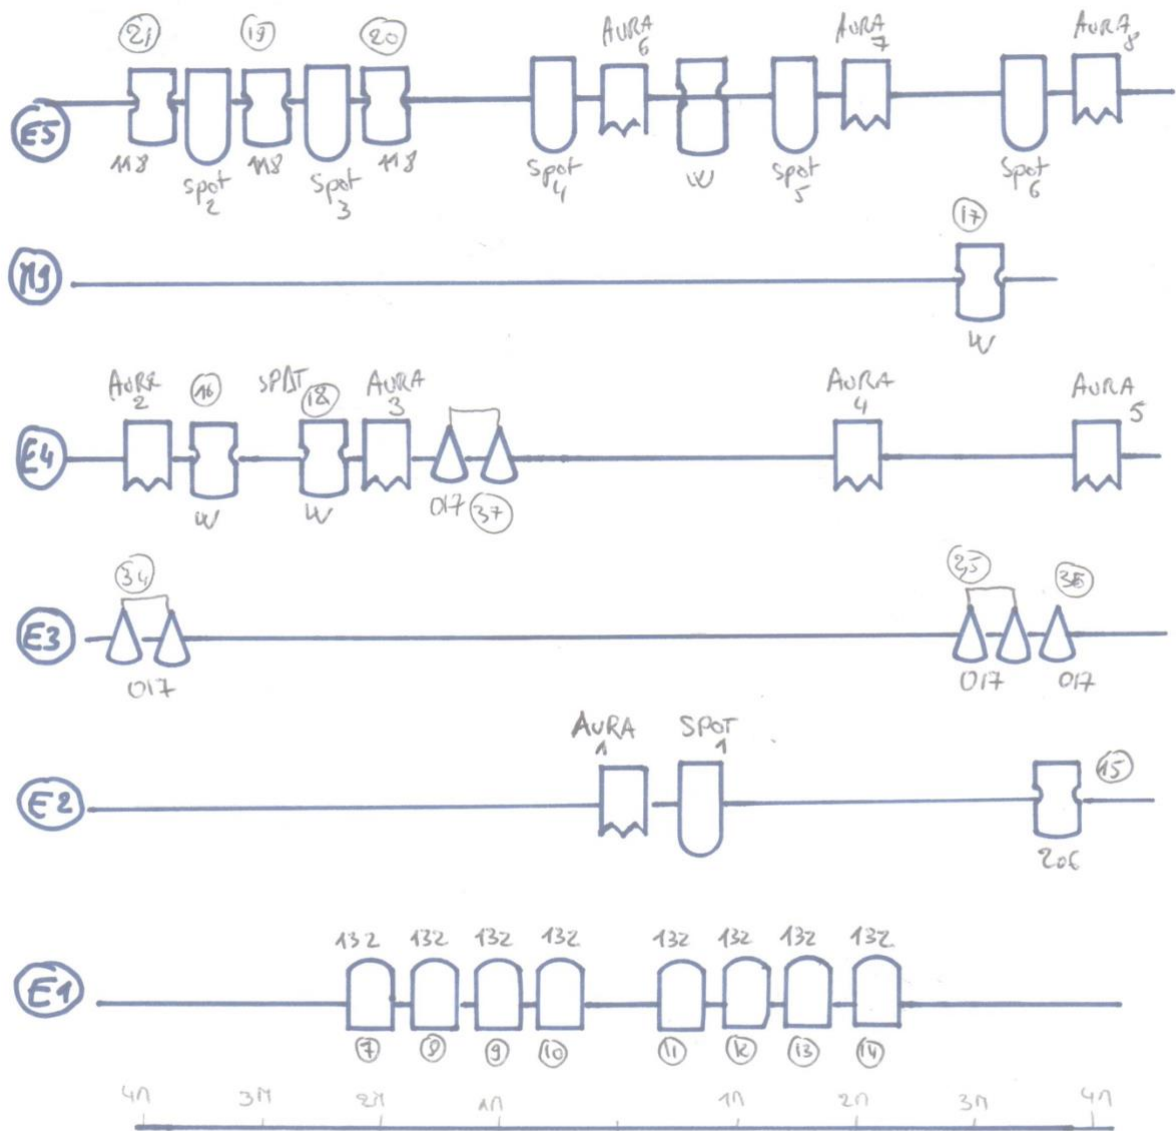 21 19 20 AURA 6 AURA 7 AURA 8
E5
118 Spot 2 118 Spot 3 118 Spot 4 W Spot 5 Spot 6
17
W
AURA 2 16 SPOT 18 AURA 3 AURA 4 AURA 5
E4
W W 017 37
34 35 36
E3
017 017 017
AURA 1 SPOT 1
E2 15
206
132 132 132 132 132 132 132 132
E1
7 8 9 10 11 12 13 14
4M 3M 2M 1M 1M 2M 3M 4M